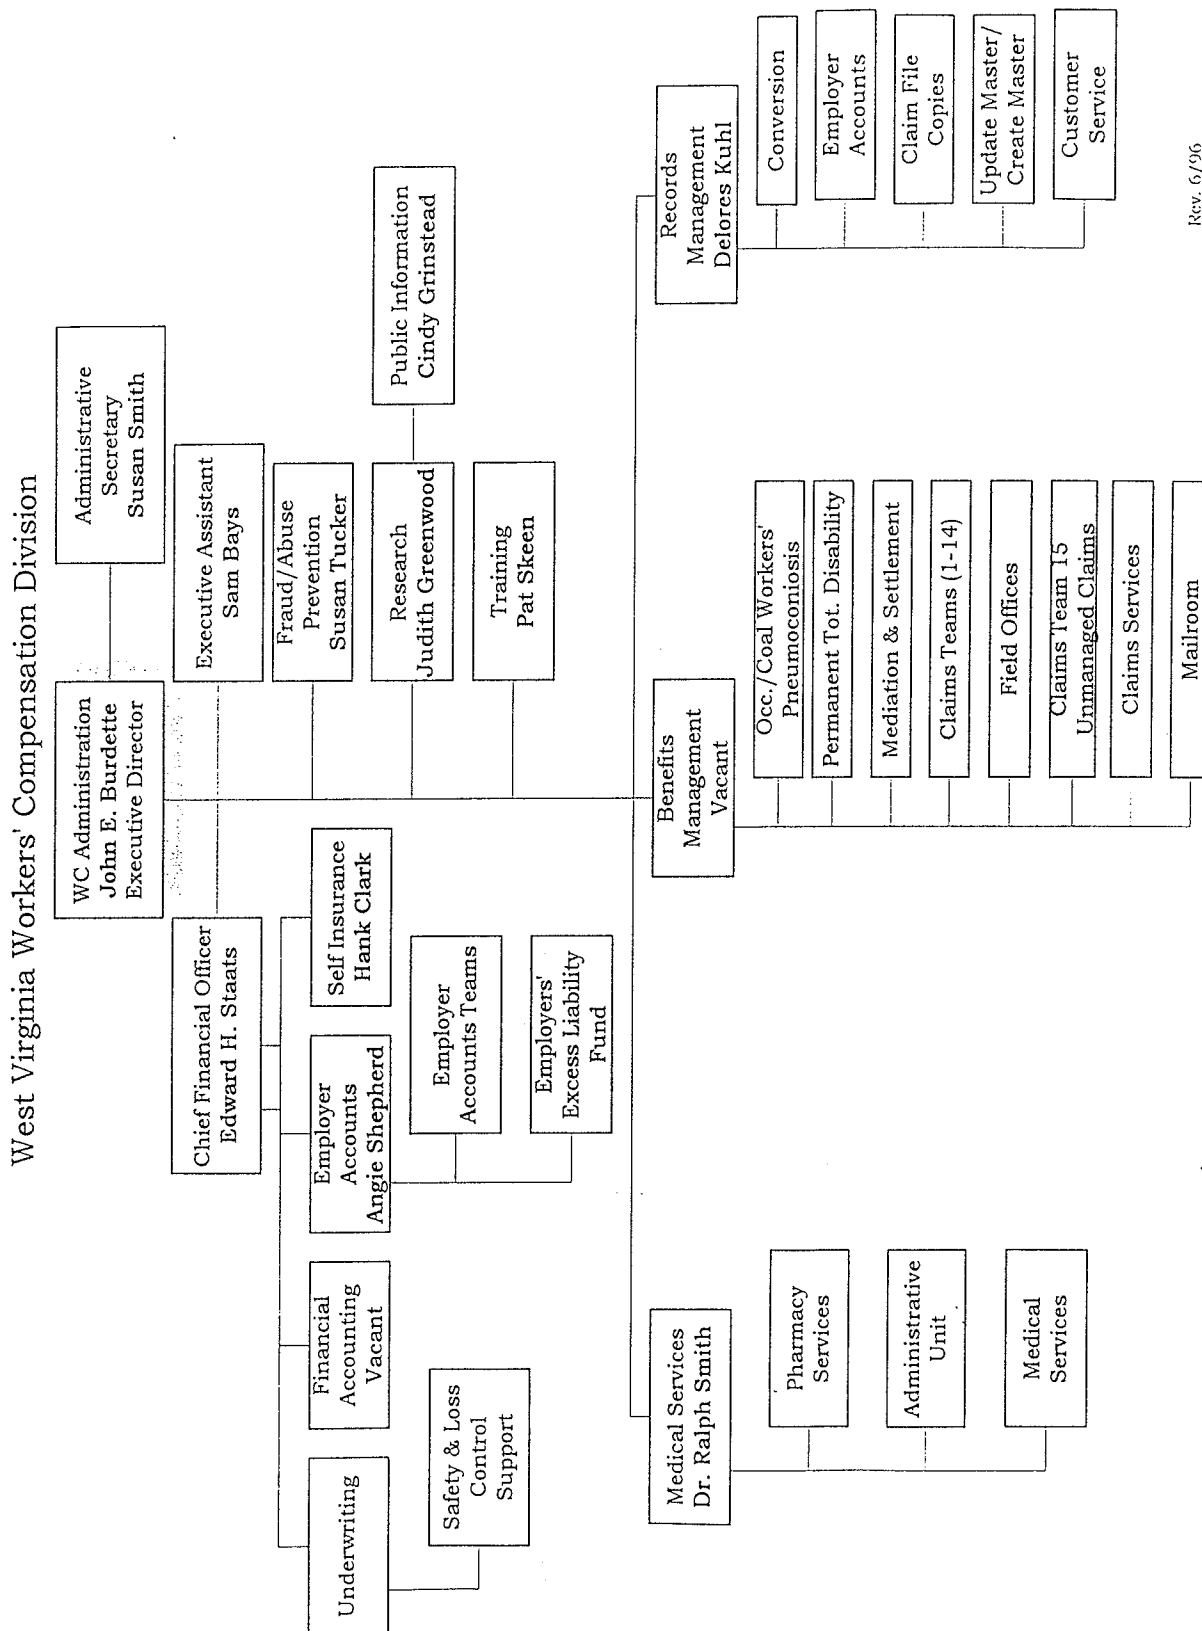 West Virginia Workers' Compensation Division
WC Administration
John E. Burdette
Executive Director
Administrative
Secretary
Susan Smith
Chief Financial Officer
Edward H. Staats
Executive Assistant
Sam Bays
Fraud/Abuse
Prevention
Susan Tucker
Research
Judith Greenwood
Public Information
Cindy Grinstead
Training
Pat Skeen
Underwriting
Safety & Loss
Control
Support
Financial
Accounting
Vacant
Employer
Accounts
Angie Shepherd
Employer
Accounts Teams
Employers'
Excess Liability
Fund
Self Insurance
Hank Clark
Medical Services
Dr. Ralph Smith
Pharmacy
Services
Administrative
Unit
Medical
Services
Benefits
Management
Vacant
Occ./Coal Workers'
Pneumoconiosis
Permanent Tot. Disability
Mediation & Settlement
Claims Teams (1-14)
Field Offices
Claims Team 15
Unmanaged Claims
Claims Services
Mailroom
Records
Management
Delores Kuhl
Conversion
Employer
Accounts
Claim File
Copies
Update Master/
Create Master
Customer
Service
Rev. 6/96